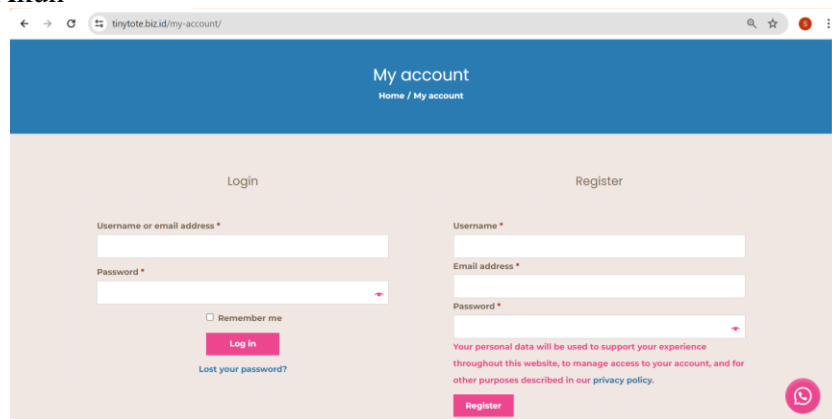 tinytote.biz.id/my-account/
S
My account
Home / My account
Login
Username or email address *
Password *
Remember me
Log in
Lost your password?
Register
Username *
Email address *
Password *
Your personal data will be used to support your experience
throughout this website, to manage access to your account, and for
other purposes described in our privacy policy.
Register